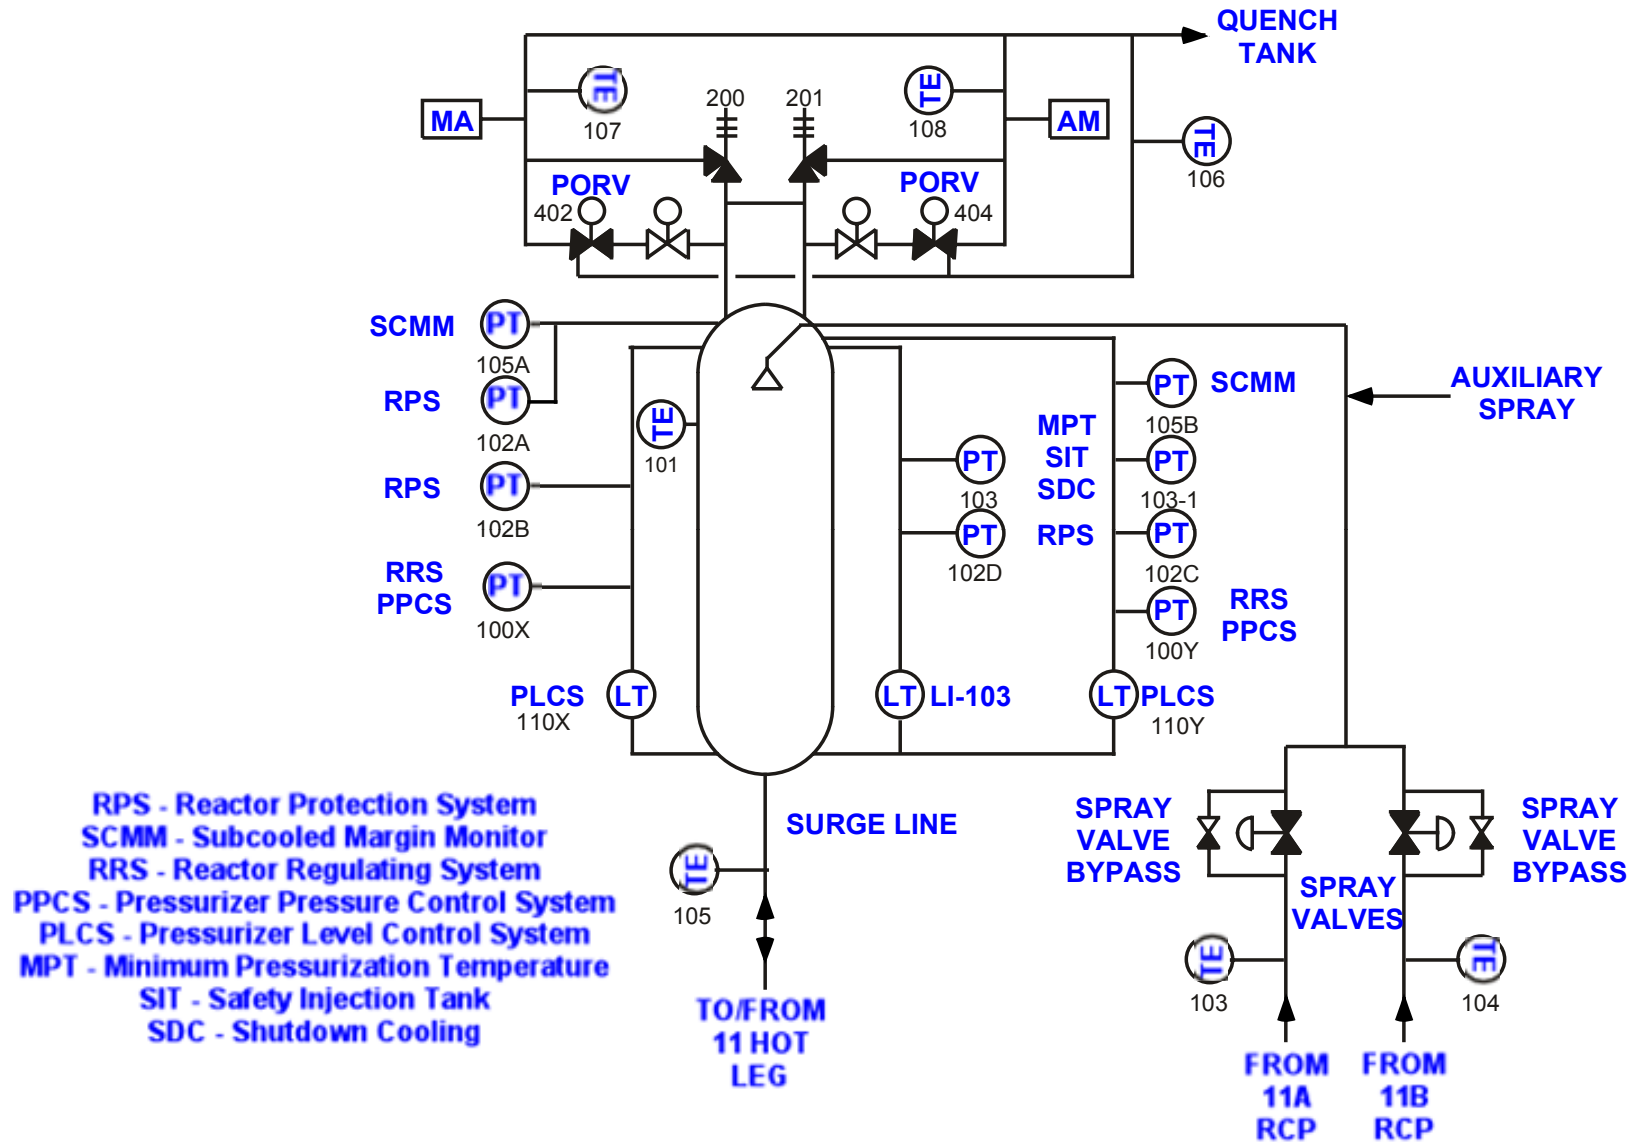 QUENCH
TANK
TE
107
200
201
TE
108
MA
AM
TE
106
PORV
402
PORV
404
SCMM
PT
105A
RPS
PT
102A
TE
101
RPS
PT
102B
RRS
PPCS
PT
100X
PLCS
110X
LT
PT
103
PT
102D
LT
LI-103
MPT
SIT
SDC
RPS
PT
SCMM
105B
PT
103-1
PT
102C
PT
100Y
RRS
PPCS
LT
PLCS
110Y
AUXILIARY
SPRAY
RPS - Reactor Protection System
SCMM - Subcooled Margin Monitor
RRS - Reactor Regulating System
PPCS - Pressurizer Pressure Control System
PLCS - Pressurizer Level Control System
MPT - Minimum Pressurization Temperature
SIT - Safety Injection Tank
SDC - Shutdown Cooling
SURGE LINE
TE
105
TO/FROM
11 HOT
LEG
SPRAY
VALVE
BYPASS
SPRAY
VALVES
SPRAY
VALVE
BYPASS
TE
103
TE
104
FROM
11A
RCP
FROM
11B
RCP